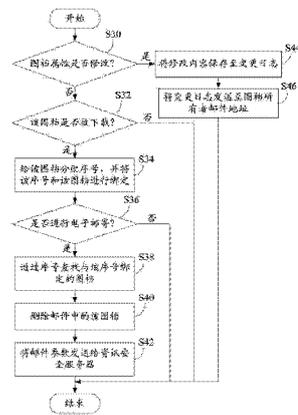 开始
S30
图档属性是否修改?
是
S44
将修改内容保存至变更日志
否
S32
S46
将变更日志发送至图档所
有者邮件地址
该图档是否被下载?
否
是
S34
给该图档分配序号，并将
该序号和该图档进行绑定
S36
是否进行电子邮寄?
否
是
S38
通过序号查找与该序号绑
定的图档
S40
删除邮件中的该图档
S42
将邮件参数发送给资讯安
全服务器
结束